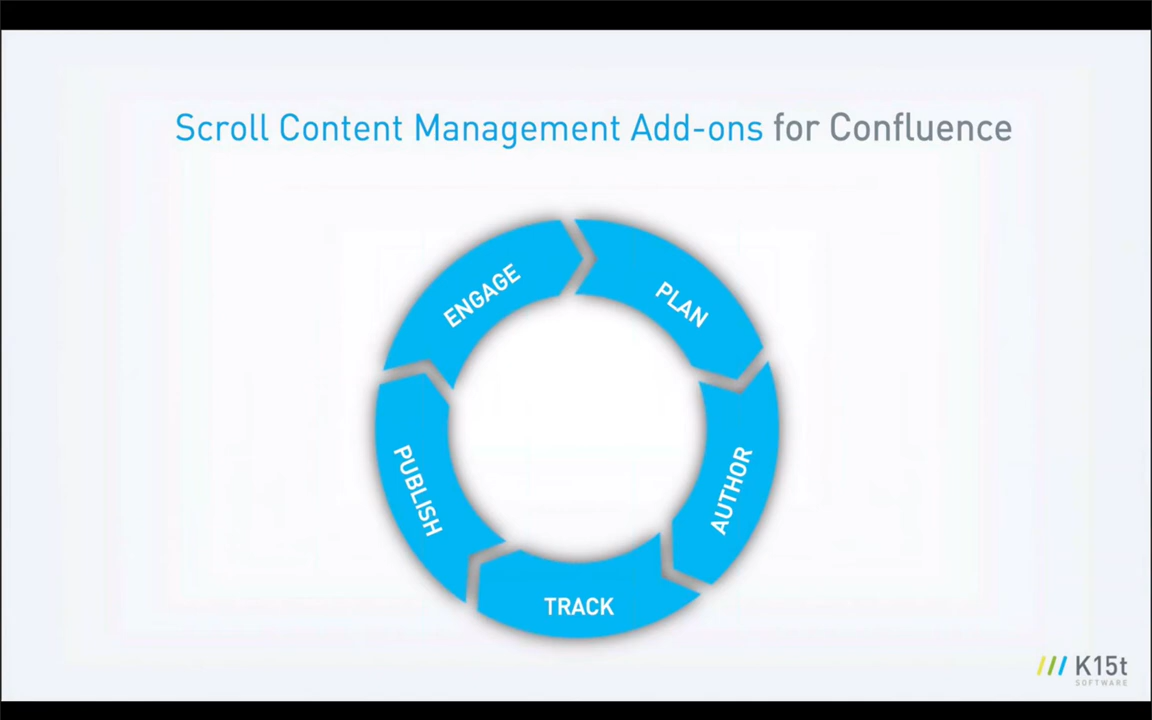 Scroll Content Management Add-ons for Confluence
ENGAGE
PLAN
PUBLISH
AUTHOR
TRACK
K15t
SOFTWARE